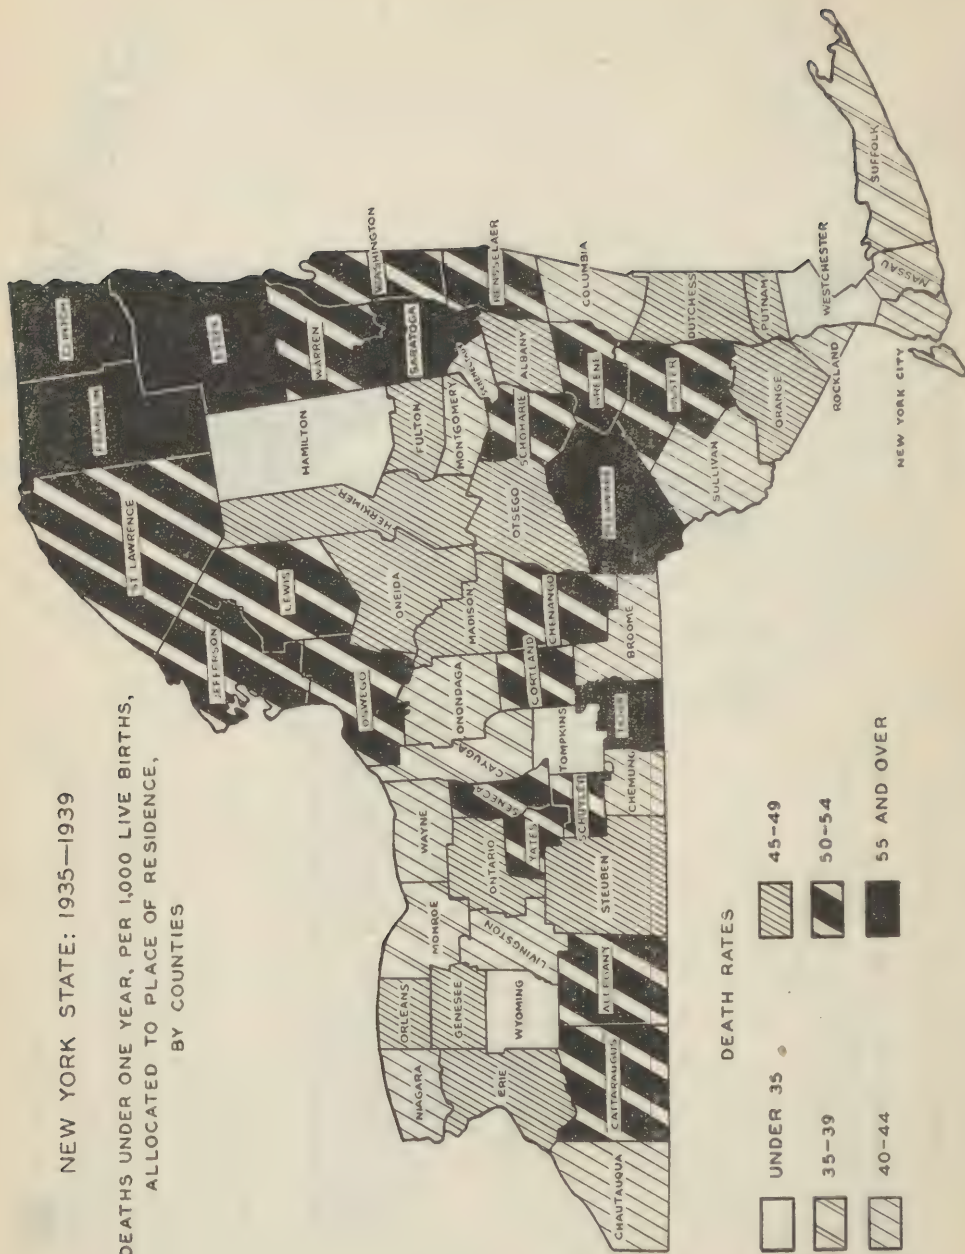 NEW YORK STATE: 1935—1939
DEATHS UNDER ONE YEAR, PER 1,000 LIVE BIRTHS,
ALLOCATED TO PLACE OF RESIDENCE,
BY COUNTIES
CLINTON
FRANKLIN
ESSEX
ST LAWRENCE
JEFFERSON
LEWIS
HAMILTON
WARREN
WASHINGTON
SARATOGA
HERKIMER
FULTON
MONTGOMERY
RENSSELAER
ALBANY
SCHOHARIE
COLUMBIA
GREENE
ULSTER
DUTCHESS
PUTNAM
OTSEGO
DELAWARE
SULLIVAN
ORANGE
ROCKLAND
WESTCHESTER
NEW YORK CITY
NASSAU
SUFFOLK
OSWEGO
ONEIDA
MADISON
ONONDAGA
CHENANGO
CORTLAND
BROOME
CAYUGA
TOMPKINS
TIOGA
WAYNE
SENECA
SCHUYLER
CHEMUNG
YATES
ONTARIO
STEUBEN
MONROE
LIVINGSTON
ORLEANS
GENESEE
WYOMING
ALLEGANY
NIAGARA
ERIE
CATTARAUGUS
CHAUTAUQUA
DEATH RATES
UNDER 35
35—39
40—44
45—49
50—54
55 AND OVER